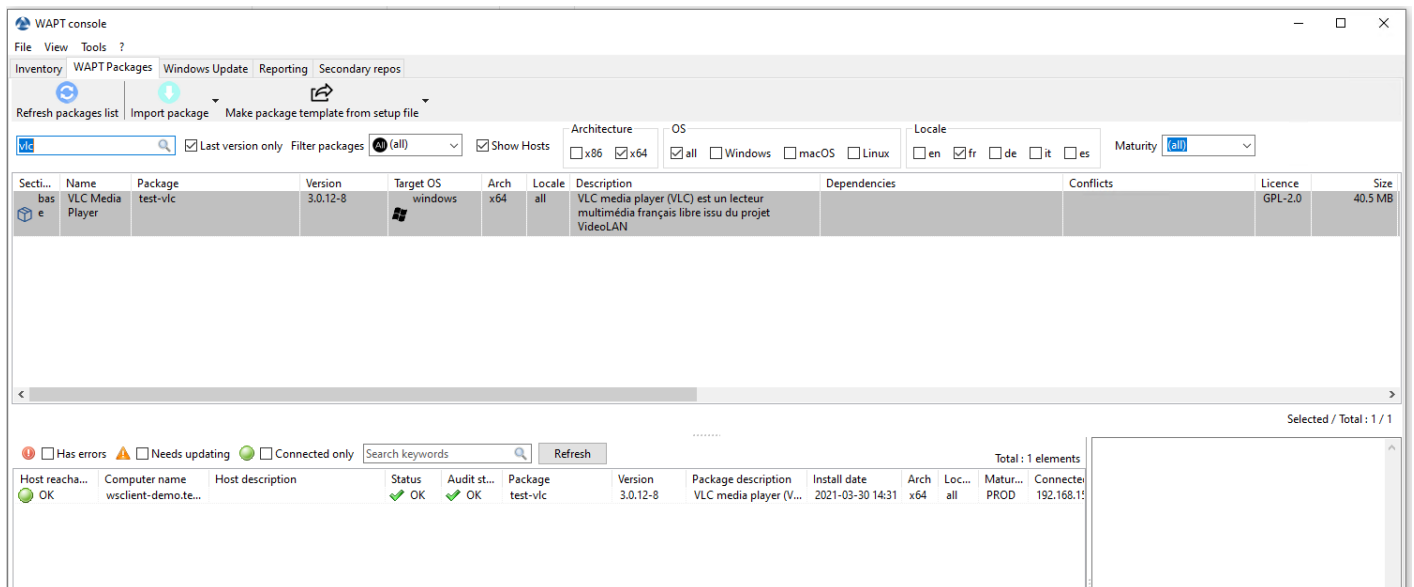 WAPT console
File View Tools ?
Inventory WAPT Packages Windows Update Reporting Secondary repos
Refresh packages list Import package Make package template from setup file
Architecture OS Locale
vlc Last version only Filter packages All (all) Show Hosts x86 x64 all Windows macOS Linux en fr de it es Maturity (all)
Secti... Name Package Version Target OS Arch Locale Description Dependencies Conflicts Licence Size
bas VLC Media test-vlc 3.0.12-8 windows x64 all VLC media player (VLC) est un lecteur GPL-2.0 40.5 MB
e Player multimédia français libre issu du projet
VideoLAN
Selected / Total : 1 / 1
Has errors Needs updating Connected only Search keywords Refresh Total : 1 elements
Host reacha... Computer name Host description Status Audit st... Package Version Package description Install date Arch Loc... Matur... Connected
OK wsclient-demo.te... OK OK test-vlc 3.0.12-8 VLC media player (V... 2021-03-30 14:31 x64 all PROD 192.168.15